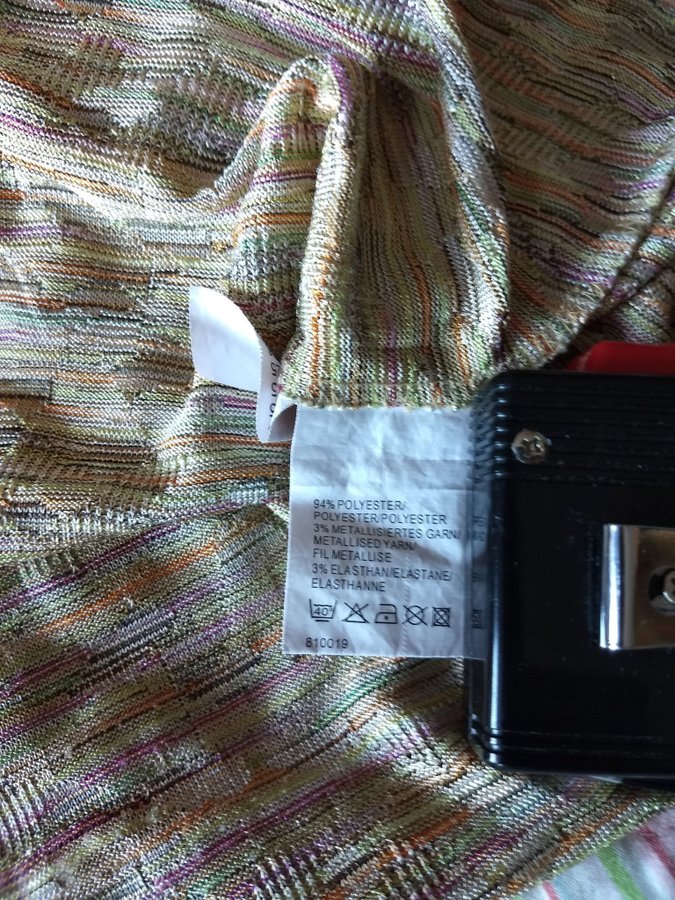 94% POLYESTER/
POLYESTER/POLYESTER
3% METALLISIERTES GARN/
METALLISED YARN/
FIL METALLISE
3% ELASTHAN/ELASTANE/
ELASTHANNE
40°
810019